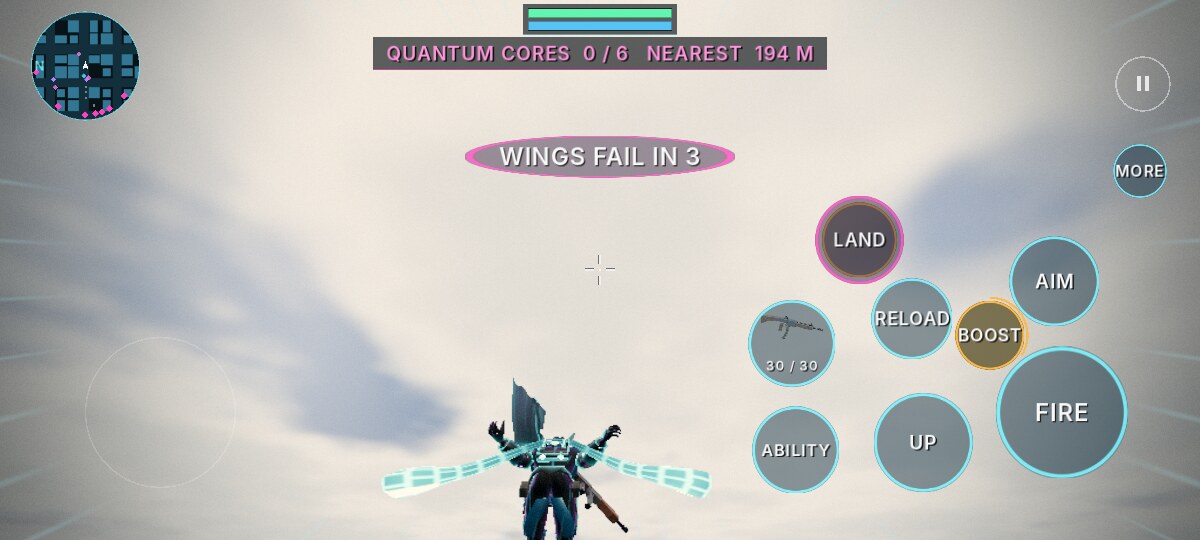 QUANTUM CORES 0 / 6 NEAREST 194 M
WINGS FAIL IN 3
MORE
LAND
AIM
RELOAD
BOOST
30 / 30
FIRE
UP
ABILITY